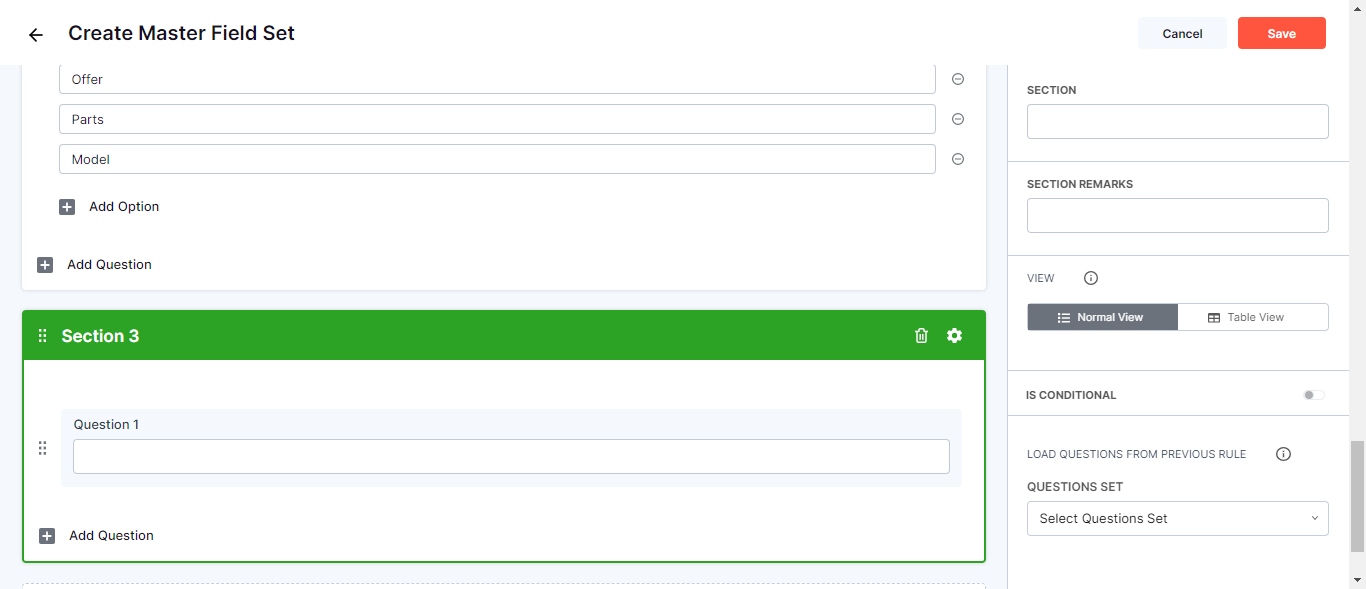 Create Master Field Set
Cancel
Save
Offer
Parts
Model
Add Option
Add Question
Section 3
Question 1
Add Question
SECTION
SECTION REMARKS
VIEW
Normal View
Table View
IS CONDITIONAL
LOAD QUESTIONS FROM PREVIOUS RULE
QUESTIONS SET
Select Questions Set